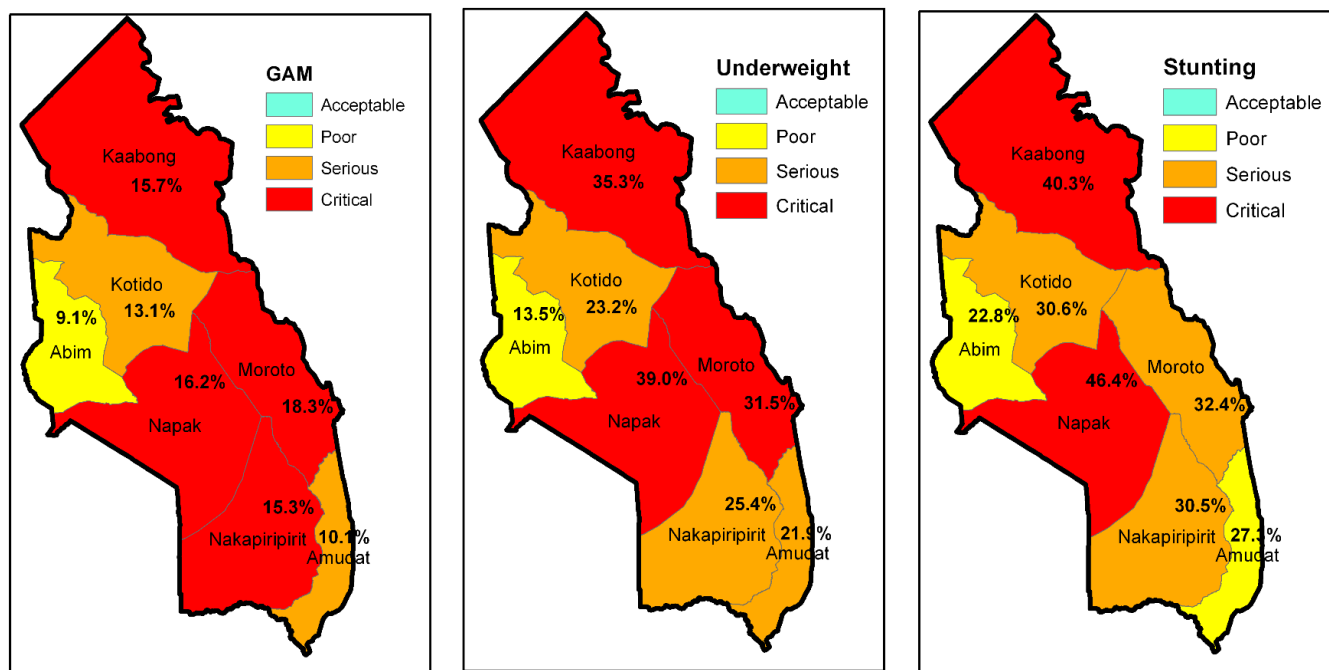 GAM
Acceptable
Poor
Serious
Critical
Kaabong
15.7%
Kotido
13.1%
9.1%
Abim
16.2%
Moroto
18.3%
Napak
15.3%
Nakapiripirit
10.1%
Amudat
Underweight
Acceptable
Poor
Serious
Critical
Kaabong
35.3%
Kotido
23.2%
13.5%
Abim
39.0%
Moroto
31.5%
Napak
25.4%
Nakapiripirit
21.9%
Amudat
Stunting
Acceptable
Poor
Serious
Critical
Kaabong
40.3%
Kotido
30.6%
22.8%
Abim
46.4%
Moroto
32.4%
Napak
30.5%
Nakapiripirit
27.3%
Amudat